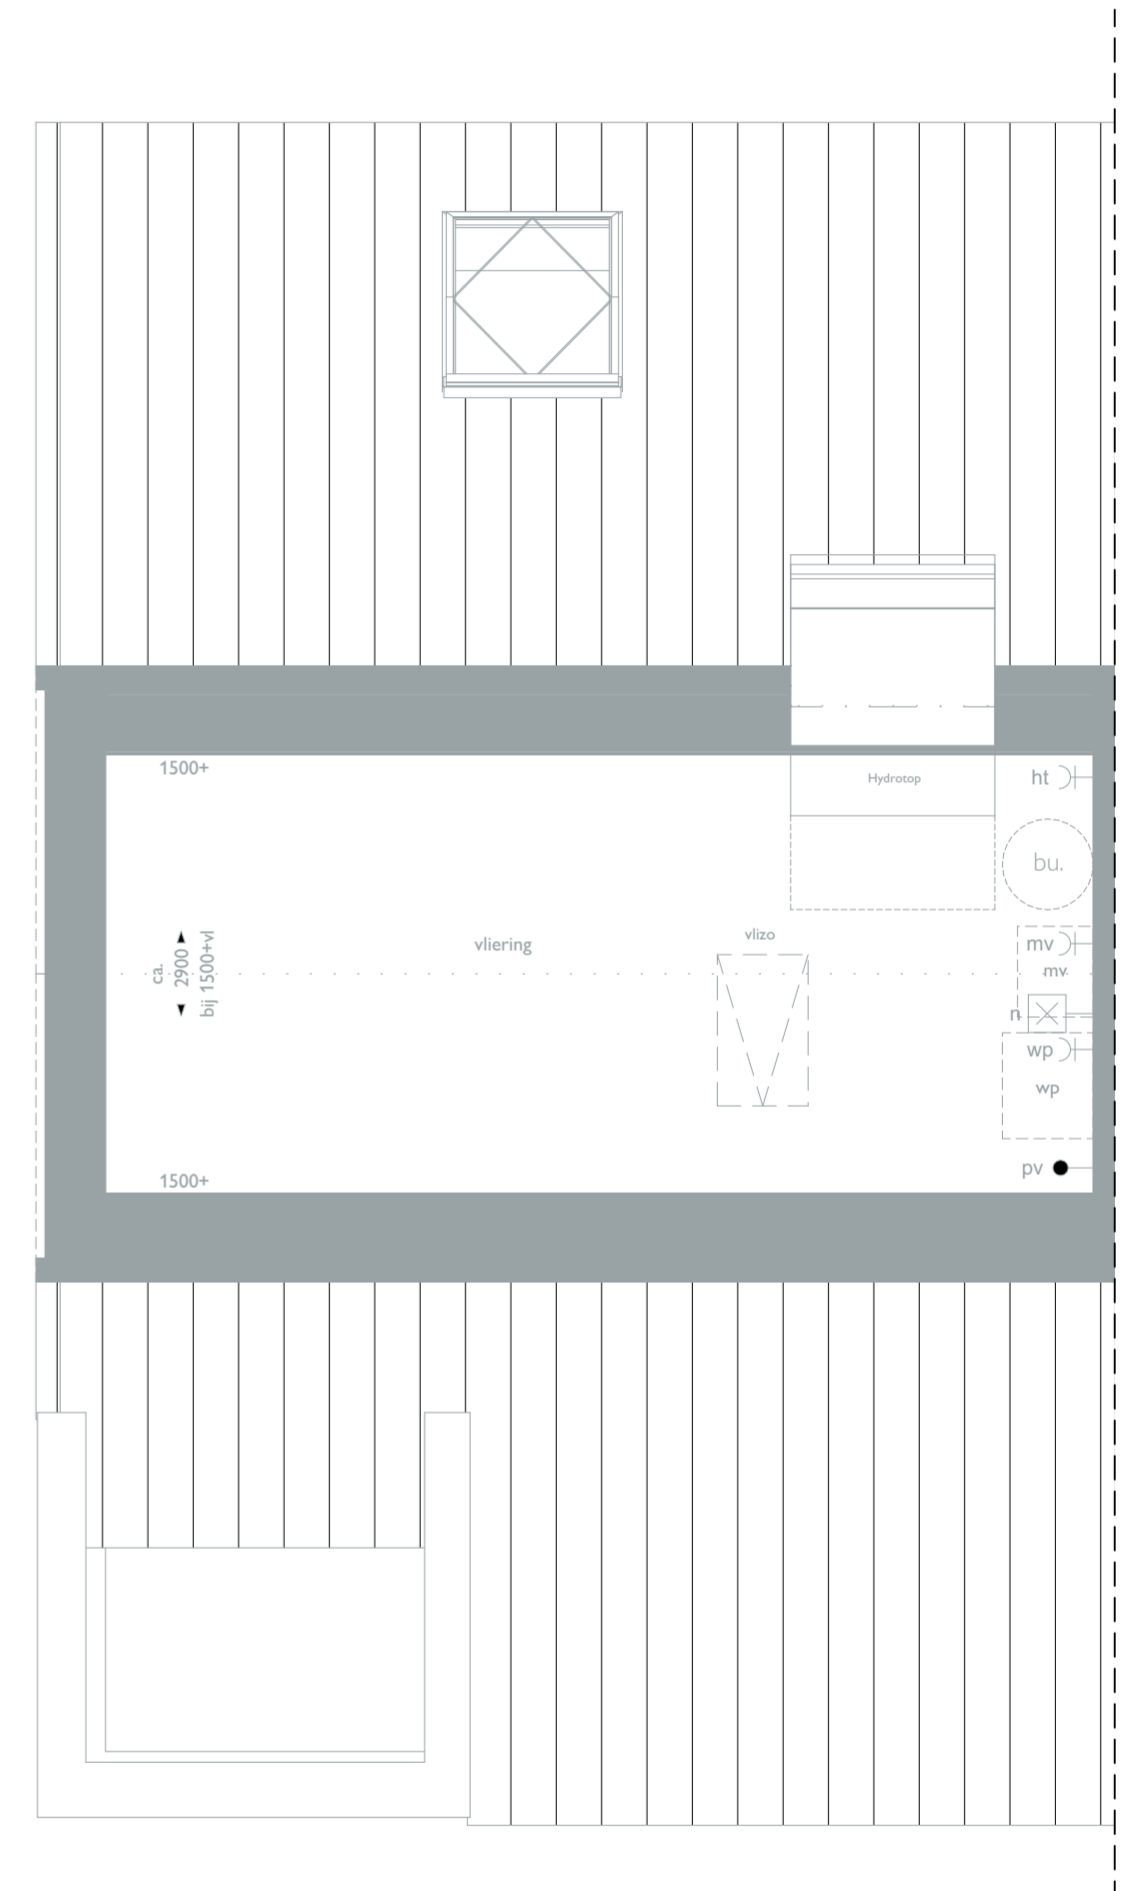 1500+
Hydrotop
ht
bu.
vlizo
vliering
mv
mv
ca.
2900
bij 1500+vl
n
wp
wp
pv
1500+